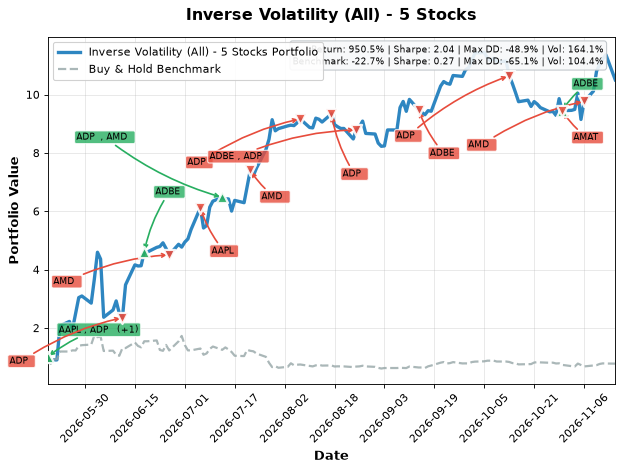 Inverse Volatility (All) - 5 Stocks
Inverse Volatility (All) - 5 Stocks Portfolio
Buy & Hold Benchmark
turn: 950.5% | Sharpe: 2.04 | Max DD: -48.9% | Vol: 164.1%
chmark: -22.7% | Sharpe: 0.27 | Max DD: -65.1% | Vol: 104.4%
Portfolio Value
10
8
6
4
2
ADBE
ADP , AMD
ADP
ADBE , ADP
ADP
AMD
AMAT
ADBE
ADP
ADBE
AMD
AAPL
AMD
AAPL , ADP (+1)
ADP
2026-05-30
2026-06-15
2026-07-01
2026-07-17
2026-08-02
2026-08-18
2026-09-03
2026-09-19
2026-10-05
2026-10-21
2026-11-06
Date